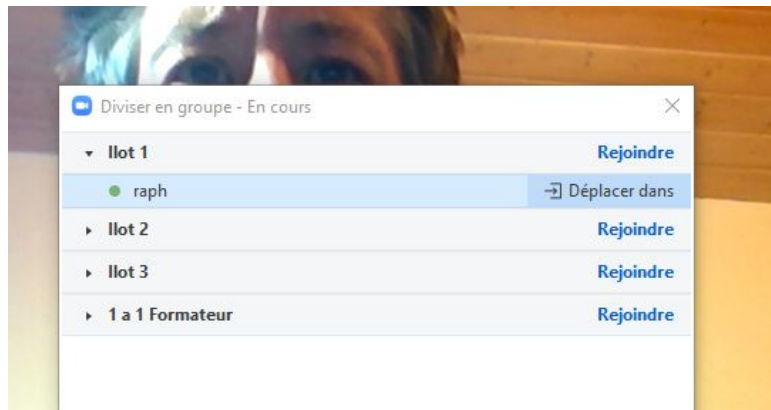 Diviser en groupe - En cours
Ilot 1 Rejoindre
raph Déplacer dans
Ilot 2 Rejoindre
Ilot 3 Rejoindre
1 a 1 Formateur Rejoindre